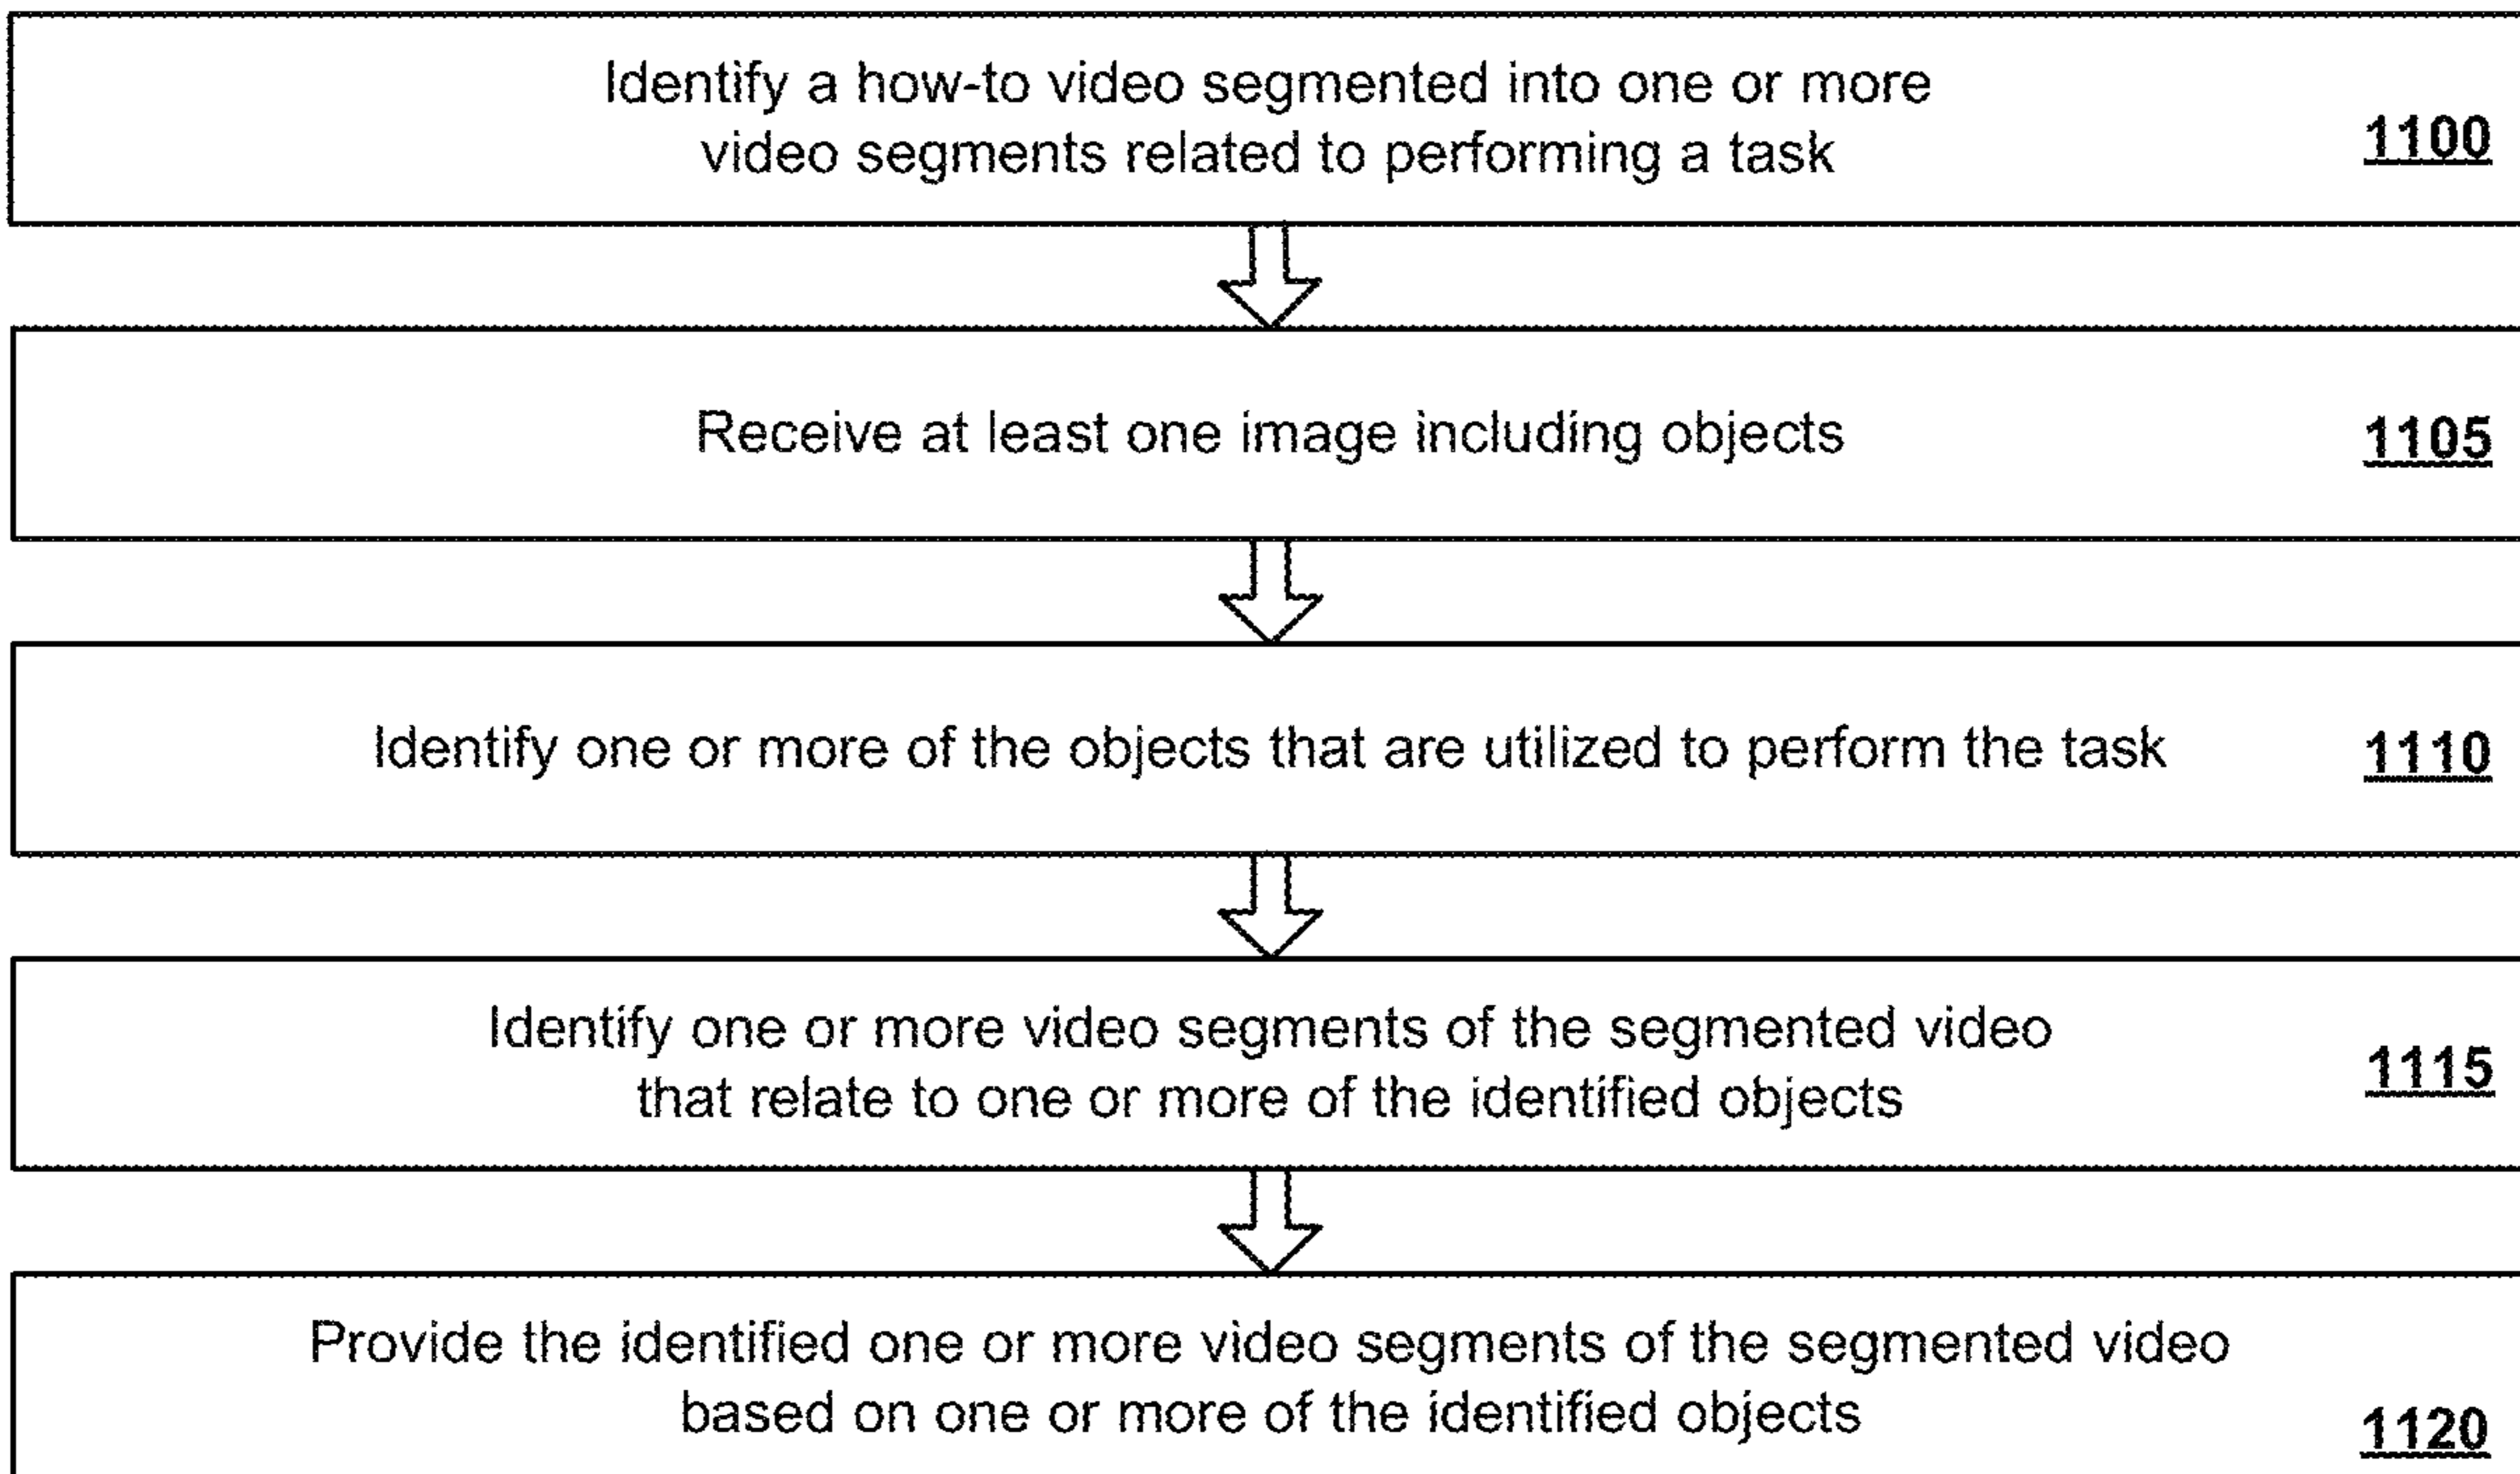 Identify a how-to video segmented into one or more
video segments related to performing a task
1100
Receive at least one image including objects
1105
Identify one or more of the objects that are utilized to perform the task
1110
Identify one or more video segments of the segmented video
that relate to one or more of the identified objects
1115
Provide the identified one or more video segments of the segmented video
based on one or more of the identified objects
1120